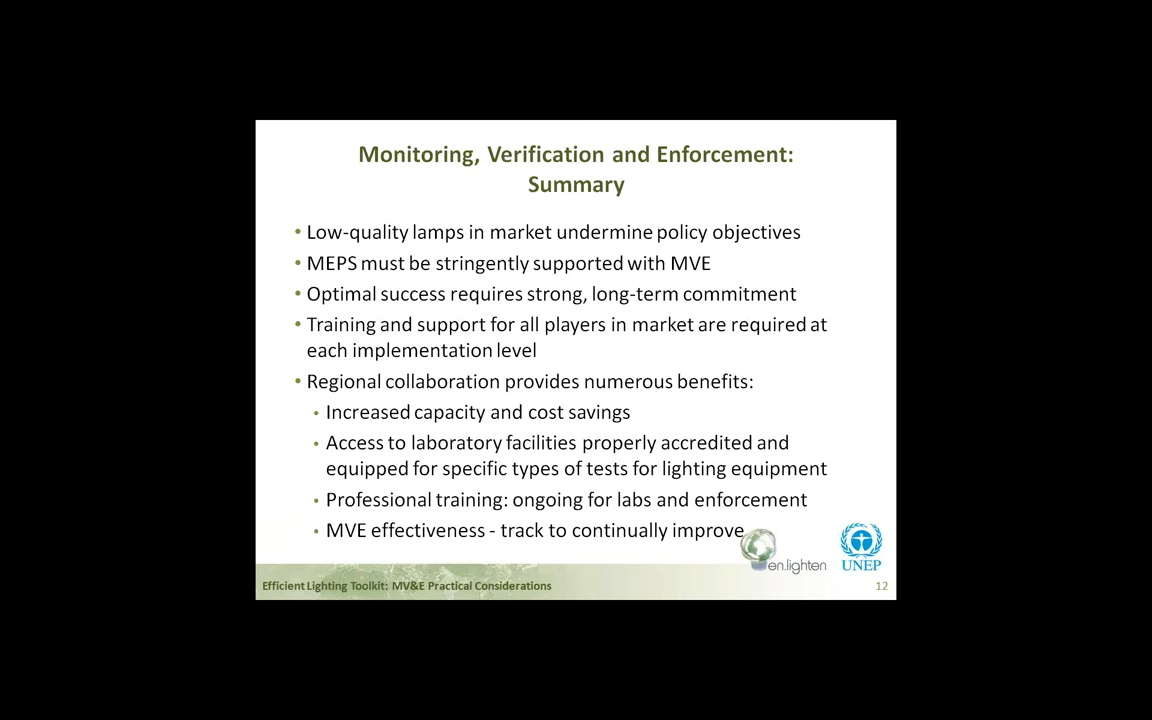 Monitoring, Verification and Enforcement:
Summary
• Low-quality lamps in market undermine policy objectives
• MEPS must be stringently supported with MVE
• Optimal success requires strong, long-term commitment
• Training and support for all players in market are required at
each implementation level
• Regional collaboration provides numerous benefits:
• Increased capacity and cost savings
• Access to laboratory facilities properly accredited and
equipped for specific types of tests for lighting equipment
• Professional training: ongoing for labs and enforcement
• MVE effectiveness - track to continually improve
en.lighten
UNEP
Efficient Lighting Toolkit: MV&E Practical Considerations
12